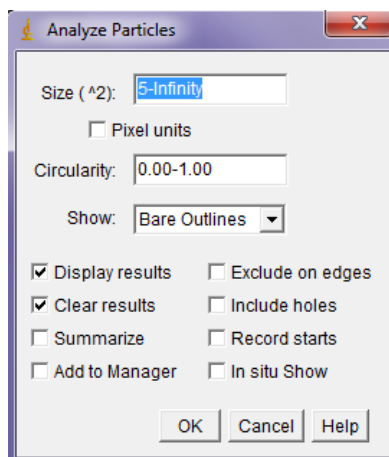 Analyze Particles
Size ( ^2): 5-Infinity
Pixel units
Circularity: 0.00-1.00
Show: Bare Outlines
Display results Exclude on edges
Clear results Include holes
Summarize Record starts
Add to Manager In situ Show
OK Cancel Help